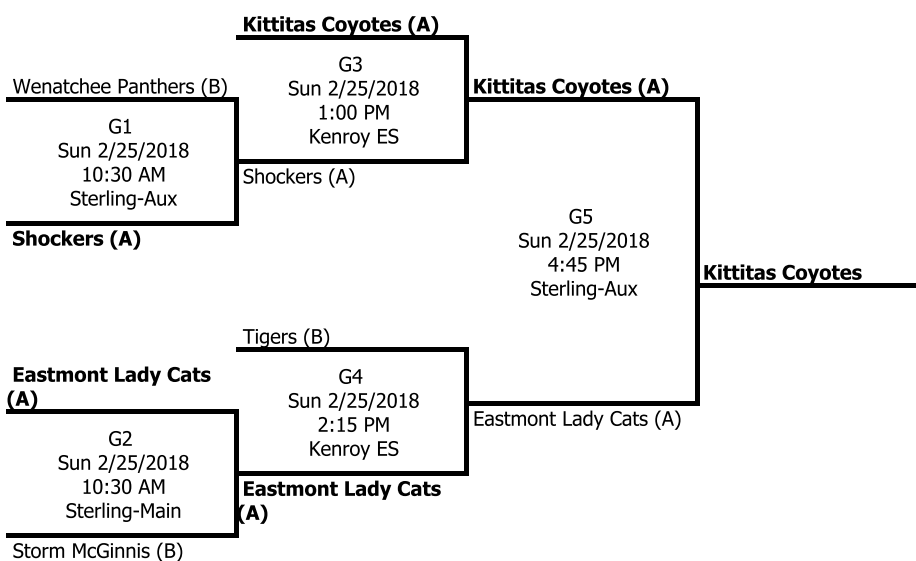 Kittitas Coyotes (A)
G3
Sun 2/25/2018
1:00 PM
Kenroy ES
Wenatchee Panthers (B)
Kittitas Coyotes (A)
G1
Sun 2/25/2018
10:30 AM
Sterling-Aux
Shockers (A)
Shockers (A)
G5
Sun 2/25/2018
4:45 PM
Sterling-Aux
Kittitas Coyotes
Tigers (B)
G4
Sun 2/25/2018
2:15 PM
Kenroy ES
Eastmont Lady Cats
(A)
Eastmont Lady Cats (A)
G2
Sun 2/25/2018
10:30 AM
Sterling-Main
Eastmont Lady Cats
(A)
Storm McGinnis (B)